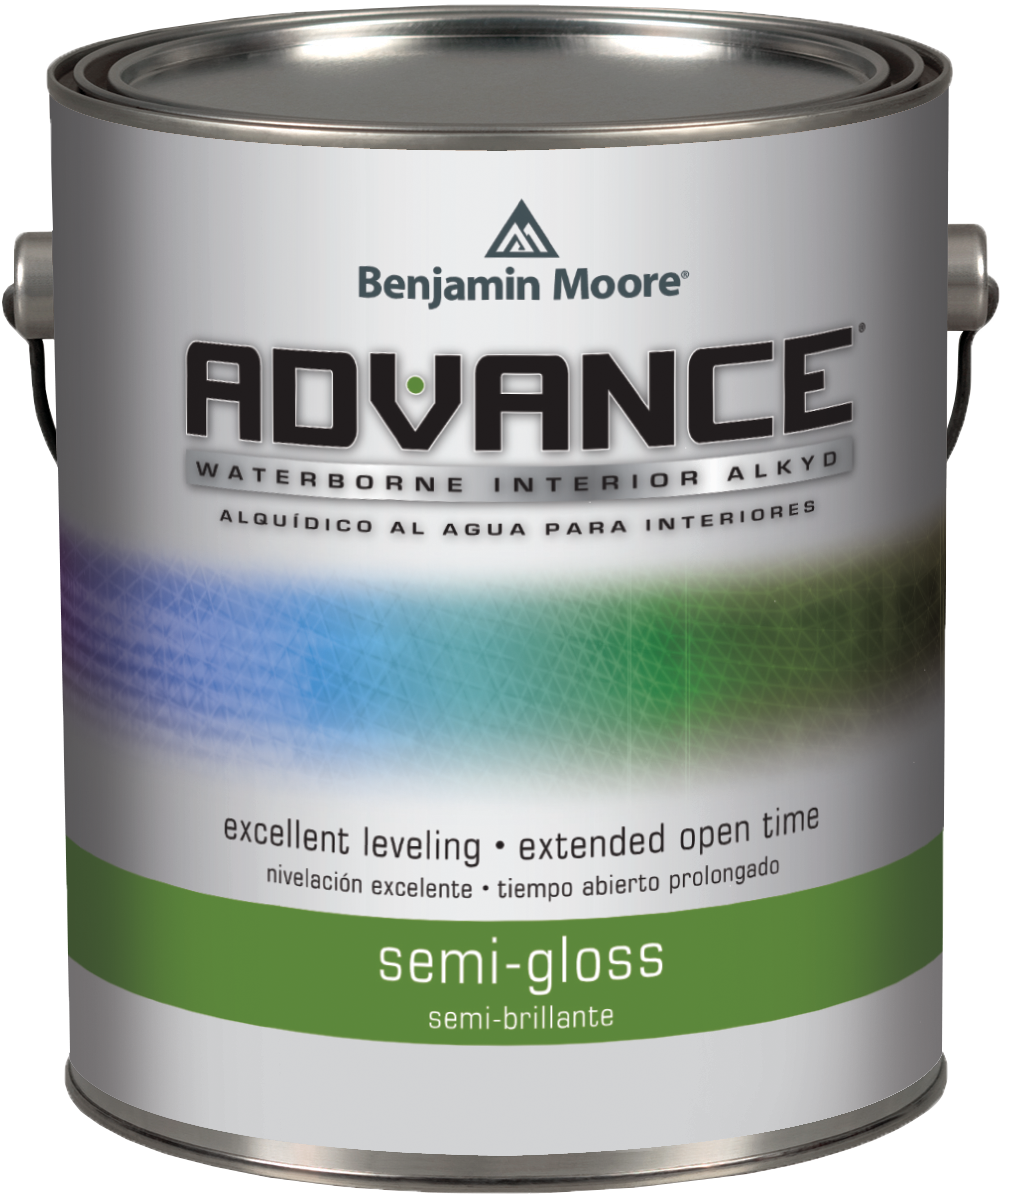 Benjamin Moore®
ADVANCE®
WATERBORNE INTERIOR ALKYD
ALQUÍDICO AL AGUA PARA INTERIORES
excellent leveling • extended open time
nivelación excelente • tiempo abierto prolongado
semi-gloss
semi-brillante